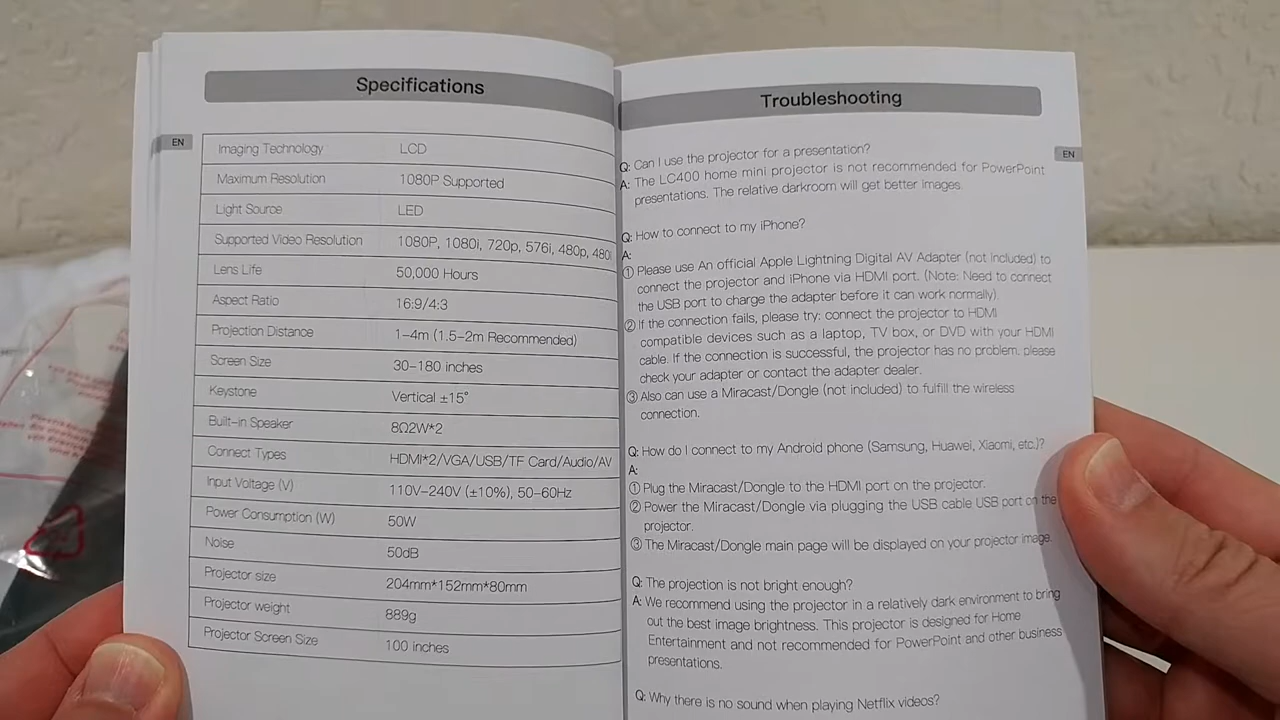 Specifications
EN
Imaging Technology LCD
Maximum Resolution 1080P Supported
Light Source LED
Supported Video Resolution 1080P, 1080i, 720p, 576i, 480p, 480
Lens Life 50,000 Hours
Aspect Ratio 16:9/4:3
Projection Distance 1-4m (1.5-2m Recommended)
Screen Size 30-180 inches
Keystone Vertical ±15°
Built-in Speaker 8Ω2W*2
Connect Types HDMI*2/VGA/USB/TF Card/Audio/AV
Input Voltage (V) 110V-240V (±10%), 50-60Hz
Power Consumption (W) 50W
Noise 50dB
Projector size 204mm*152mm*80mm
Projector weight 889g
Projector Screen Size 100 inches
Troubleshooting
EN
Q: Can I use the projector for a presentation?
A: The LC400 home mini projector is not recommended for PowerPoint
presentations. The relative darkroom will get better images.
Q: How to connect to my iPhone?
A:
① Please use An official Apple Lightning Digital AV Adapter (not included) to
connect the projector and iPhone via HDMI port. (Note: Need to connect
the USB port to charge the adapter before it can work normally)
② If the connection fails, please try: connect the projector to HDMI
compatible devices such as a laptop, TV box, or DVD with your HDMI
cable. If the connection is successful, the projector has no problem, please
check your adapter or contact the adapter dealer.
③ Also can use a Miracast/Dongle (not included) to fulfill the wireless
connection.
Q: How do I connect to my Android phone (Samsung, Huawei, Xiaomi, etc.)?
A:
① Plug the Miracast/Dongle to the HDMI port on the projector.
② Power the Miracast/Dongle via plugging the USB cable USB port on the
projector.
③ The Miracast/Dongle main page will be displayed on your projector image.
Q: The projection is not bright enough?
A: We recommend using the projector in a relatively dark environment to bring
out the best image brightness. This projector is designed for Home
Entertainment and not recommended for PowerPoint and other business
presentations.
Q: Why there is no sound when playing Netflix videos?